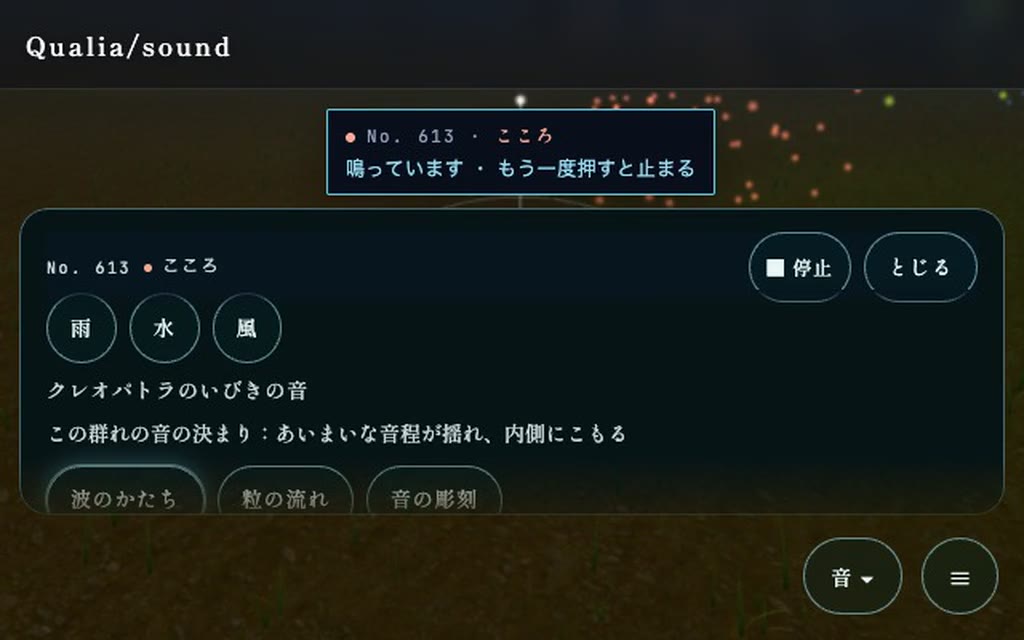 Qualia/sound
No. 613 · こころ
鳴っています · もう一度押すと止まる
No. 613 ● こころ
■ 停止
とじる
雨
水
風
クレオパトラのいびきの音
この群れの音の決まり：あいまいな音程が揺れ、内側にこもる
波のかたち
粒の流れ
音の彫刻
音